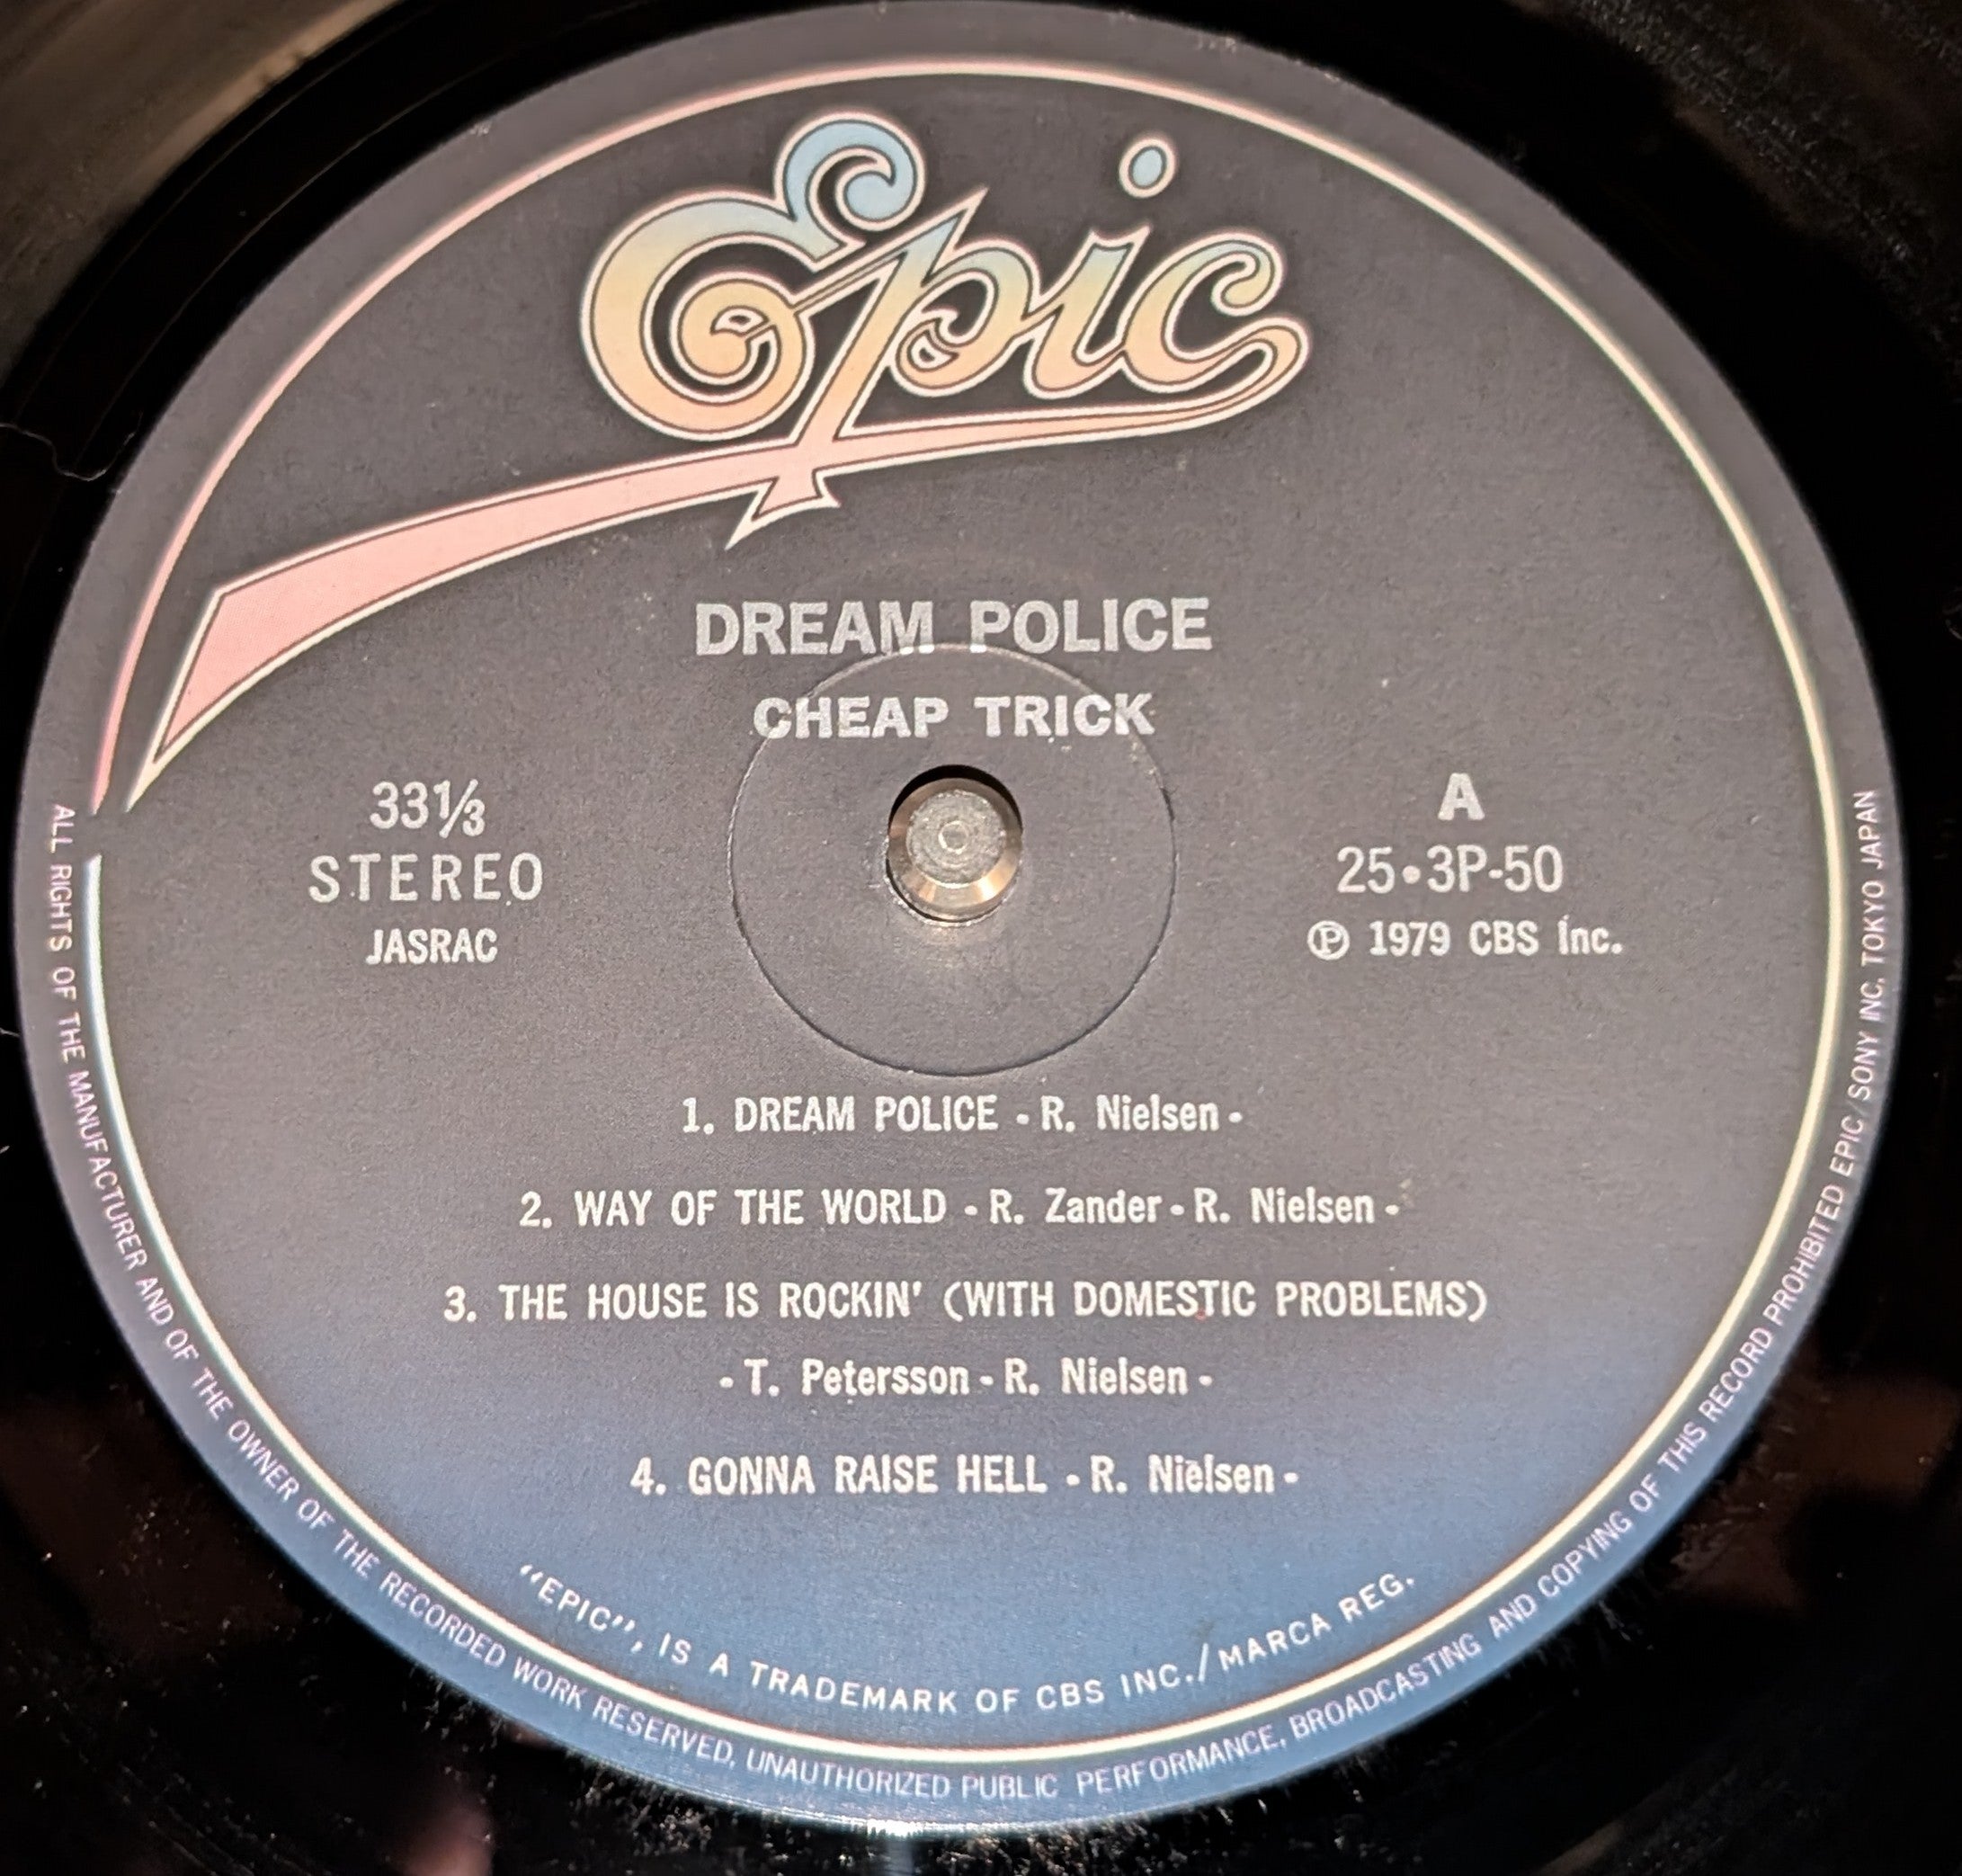 Epic
DREAM POLICE
CHEAP TRICK
33⅓
STEREO
JASRAC
A
25•3P-50
℗ 1979 CBS Inc.
1. DREAM POLICE - R. Nielsen -
2. WAY OF THE WORLD - R. Zander - R. Nielsen -
3. THE HOUSE IS ROCKIN' (WITH DOMESTIC PROBLEMS)
- T. Petersson - R. Nielsen -
4. GONNA RAISE HELL - R. Nielsen -
"EPIC", IS A TRADEMARK OF CBS INC./MARCA REG.
ALL RIGHTS OF THE MANUFACTURER AND OF THE OWNER OF THE RECORDED WORK RESERVED, UNAUTHORIZED PUBLIC PERFORMANCE, BROADCASTING AND COPYING OF THIS RECORD PROHIBITED EPIC/SONY INC. TOKYO JAPAN